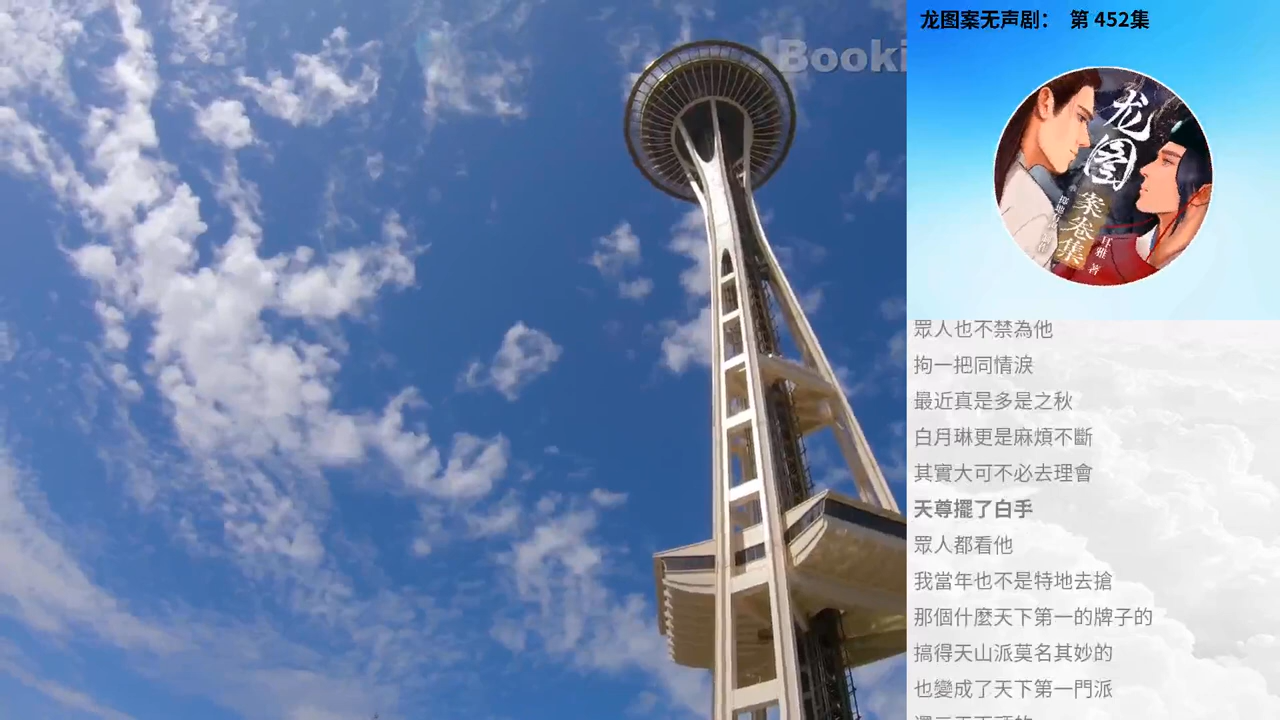 Booki
龙图案无声剧： 第 452集
龙图
案卷集
耳雅 著
眾人也不禁為他
拘一把同情淚
最近真是多是之秋
白月琳更是麻煩不斷
其實大可不必去理會
天尊擺了白手
眾人都看他
我當年也不是特地去搶
那個什麼天下第一的牌子的
搞得天山派莫名其妙的
也變成了天下第一門派